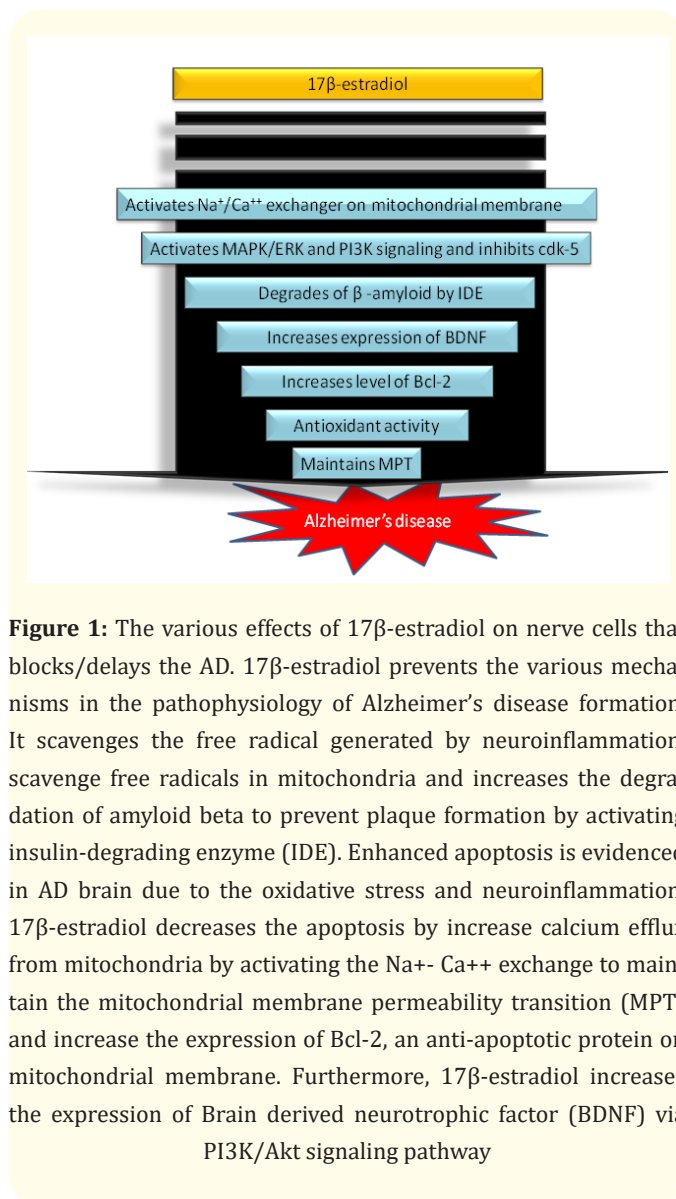 17β-estradiol
Activates Na⁺/Ca⁺⁺ exchanger on mitochondrial membrane
Activates MAPK/ERK and PI3K signaling and inhibits cdk-5
Degrades of β -amyloid by IDE
Increases expression of BDNF
Increases level of Bcl-2
Antioxidant activity
Maintains MPT
Alzheimer's disease
Figure 1: The various effects of 17β-estradiol on nerve cells tha
blocks/delays the AD. 17β-estradiol prevents the various mecha
nisms in the pathophysiology of Alzheimer's disease formation
It scavenges the free radical generated by neuroinflammation
scavenge free radicals in mitochondria and increases the degra
dation of amyloid beta to prevent plaque formation by activating
insulin-degrading enzyme (IDE). Enhanced apoptosis is evidenced
in AD brain due to the oxidative stress and neuroinflammation
17β-estradiol decreases the apoptosis by increase calcium efflu
from mitochondria by activating the Na+- Ca++ exchange to main
tain the mitochondrial membrane permeability transition (MPT
and increase the expression of Bcl-2, an anti-apoptotic protein on
mitochondrial membrane. Furthermore, 17β-estradiol increase
the expression of Brain derived neurotrophic factor (BDNF) via
PI3K/Akt signaling pathway